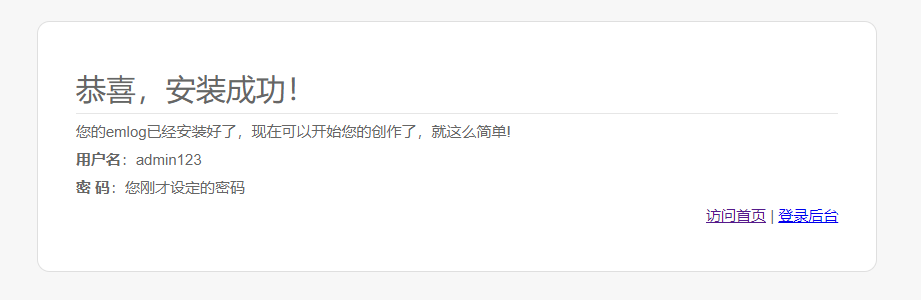 恭喜，安装成功！
您的emlog已经安装好了，现在可以开始您的创作了，就这么简单!
用户名：admin123
密 码：您刚才设定的密码
访问首页 | 登录后台